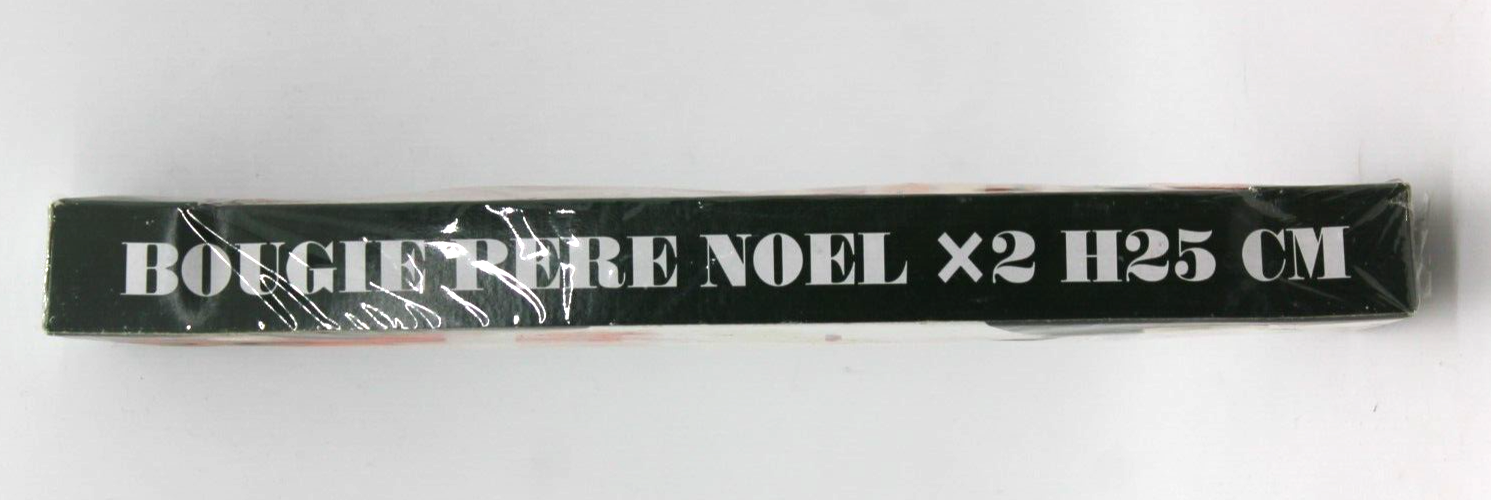 BOUGIE PERE NOEL ×2 H25 CM